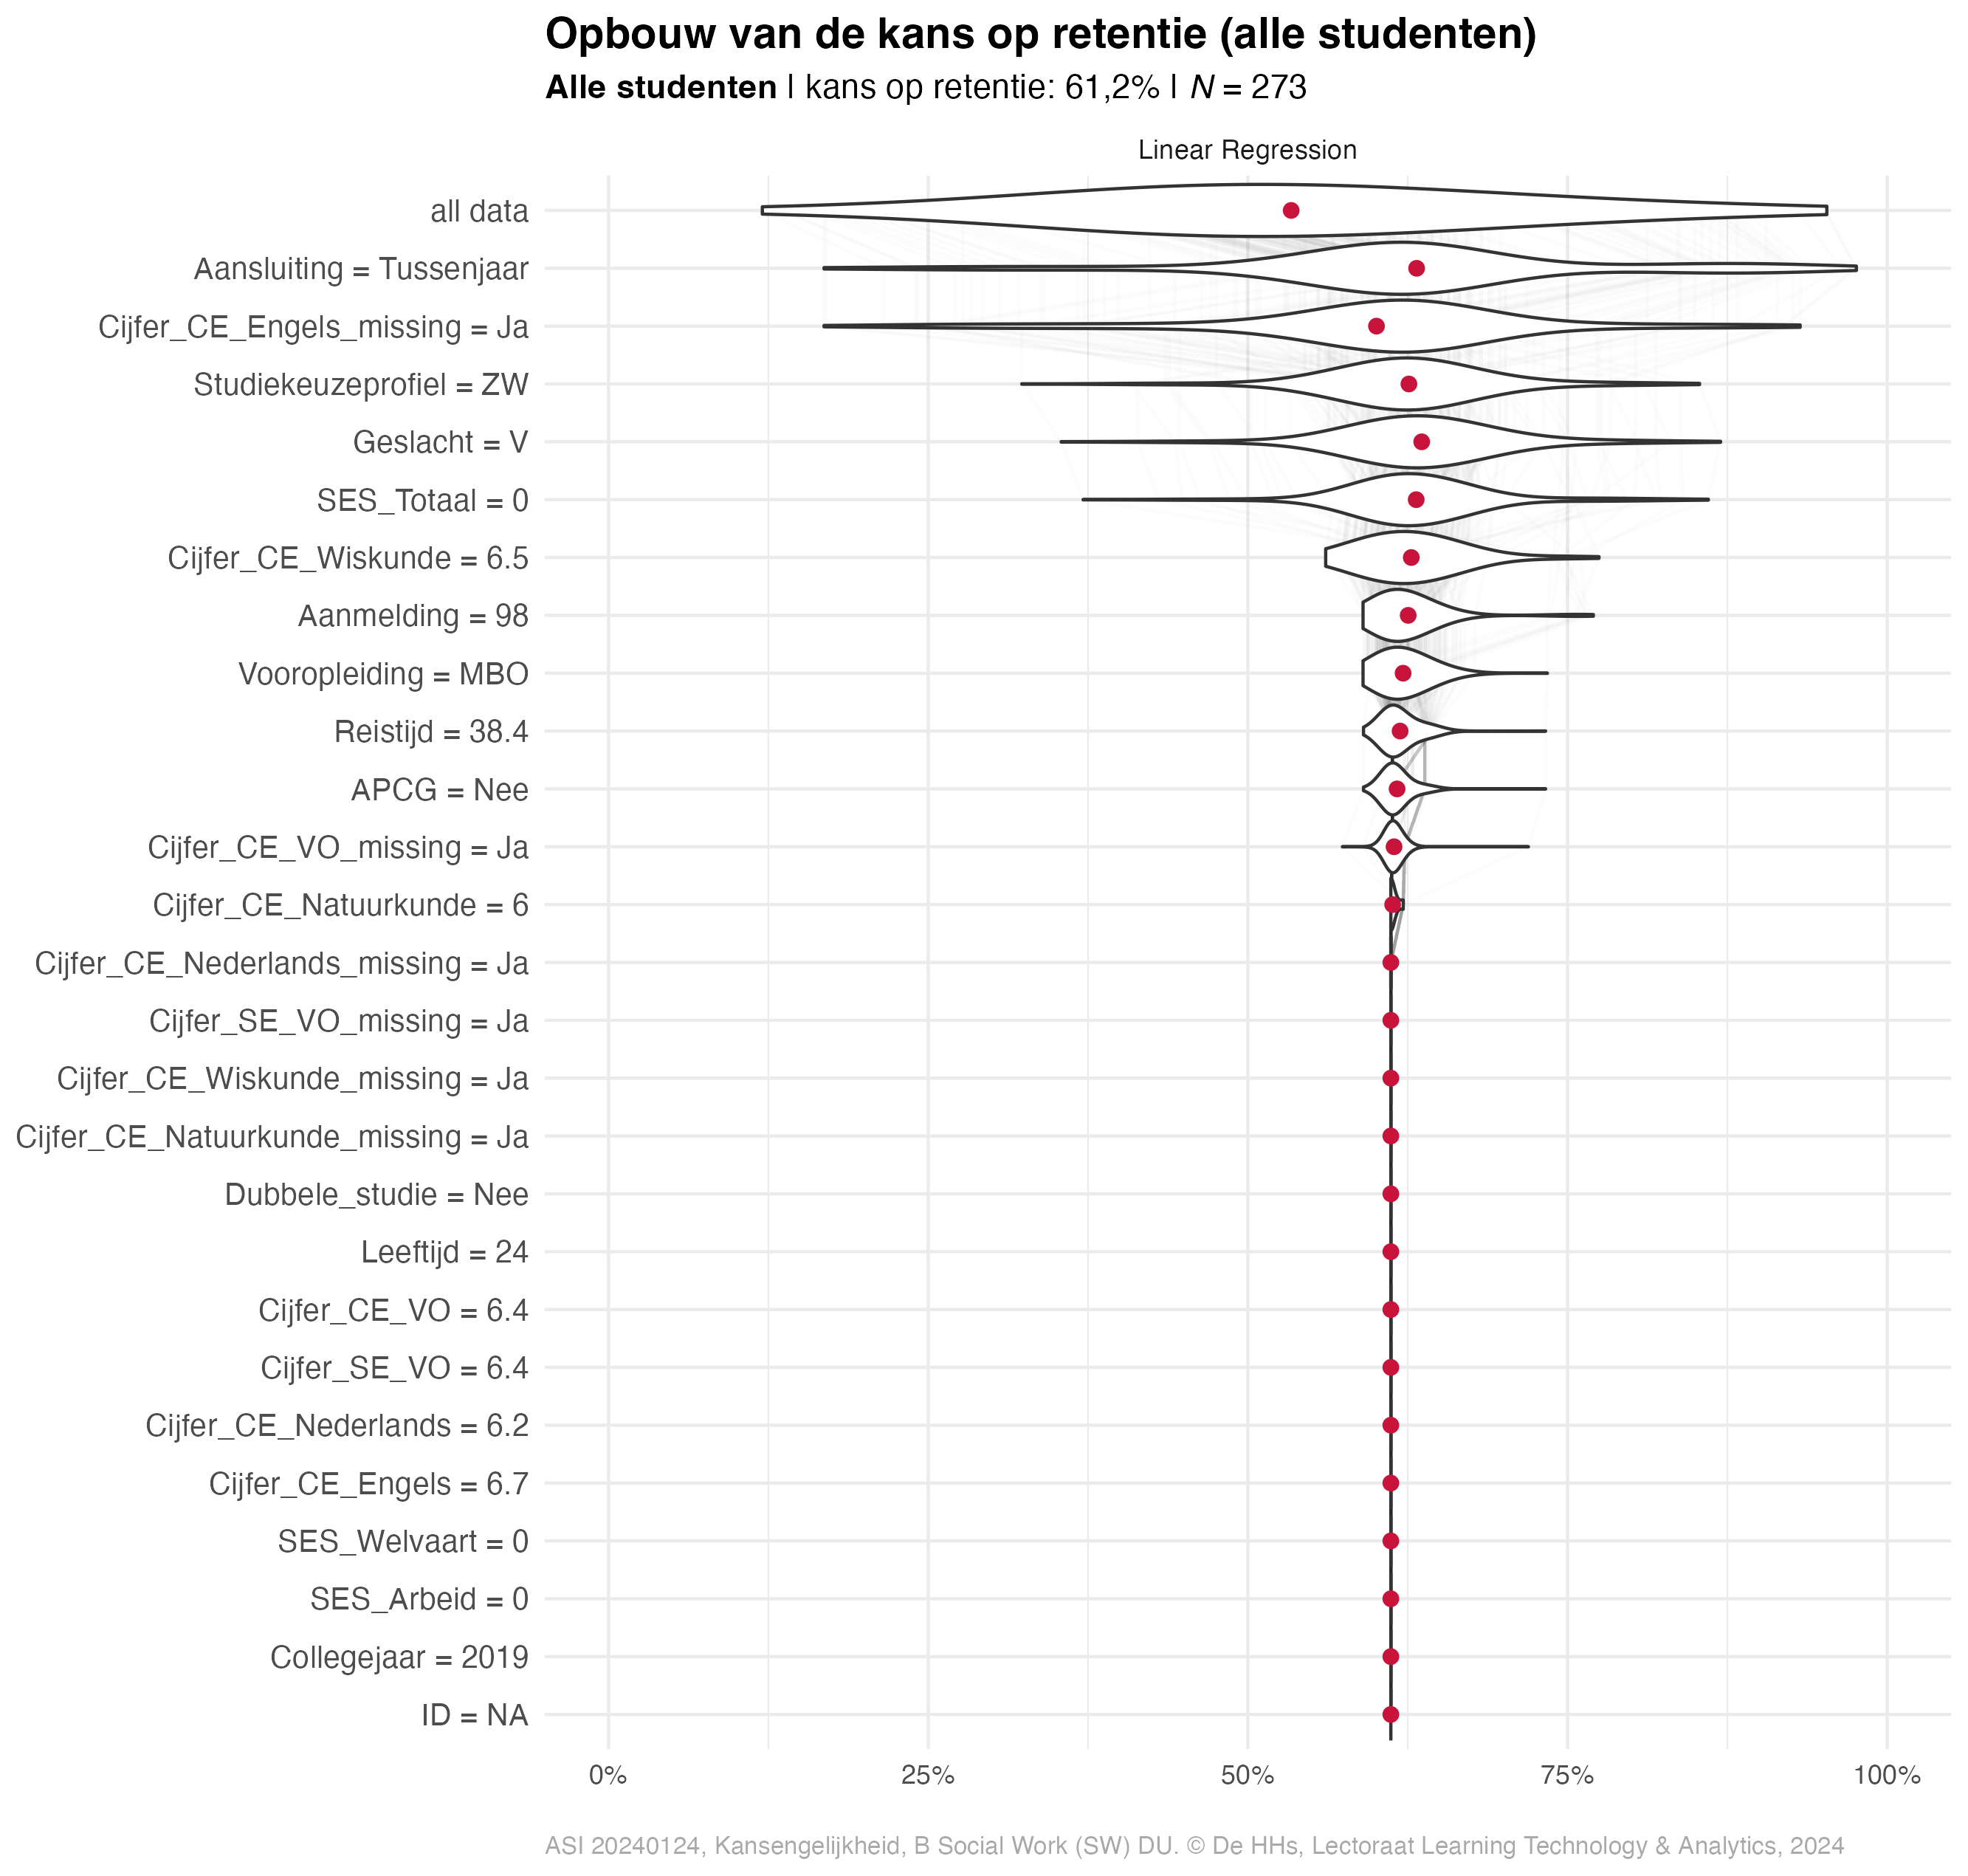 Opbouw van de kans op retentie (alle studenten)
Alle studenten | kans op retentie: 61,2% | N = 273
Linear Regression
all data
Aansluiting = Tussenjaar
Cijfer_CE_Engels_missing = Ja
Studiekeuzeprofiel = ZW
Geslacht = V
SES_Totaal = 0
Cijfer_CE_Wiskunde = 6.5
Aanmelding = 98
Vooropleiding = MBO
Reistijd = 38.4
APCG = Nee
Cijfer_CE_VO_missing = Ja
Cijfer_CE_Natuurkunde = 6
Cijfer_CE_Nederlands_missing = Ja
Cijfer_SE_VO_missing = Ja
Cijfer_CE_Wiskunde_missing = Ja
Cijfer_CE_Natuurkunde_missing = Ja
Dubbele_studie = Nee
Leeftijd = 24
Cijfer_CE_VO = 6.4
Cijfer_SE_VO = 6.4
Cijfer_CE_Nederlands = 6.2
Cijfer_CE_Engels = 6.7
SES_Welvaart = 0
SES_Arbeid = 0
Collegejaar = 2019
ID = NA
0% 25% 50% 75% 100%
ASI 20240124, Kansengelijkheid, B Social Work (SW) DU. © De HHs, Lectoraat Learning Technology & Analytics, 2024